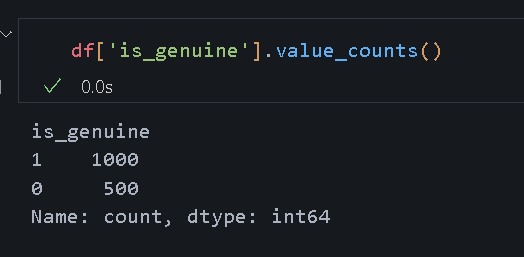 df['is_genuine'].value_counts()
0.0s
is_genuine
1    1000
0     500
Name: count, dtype: int64